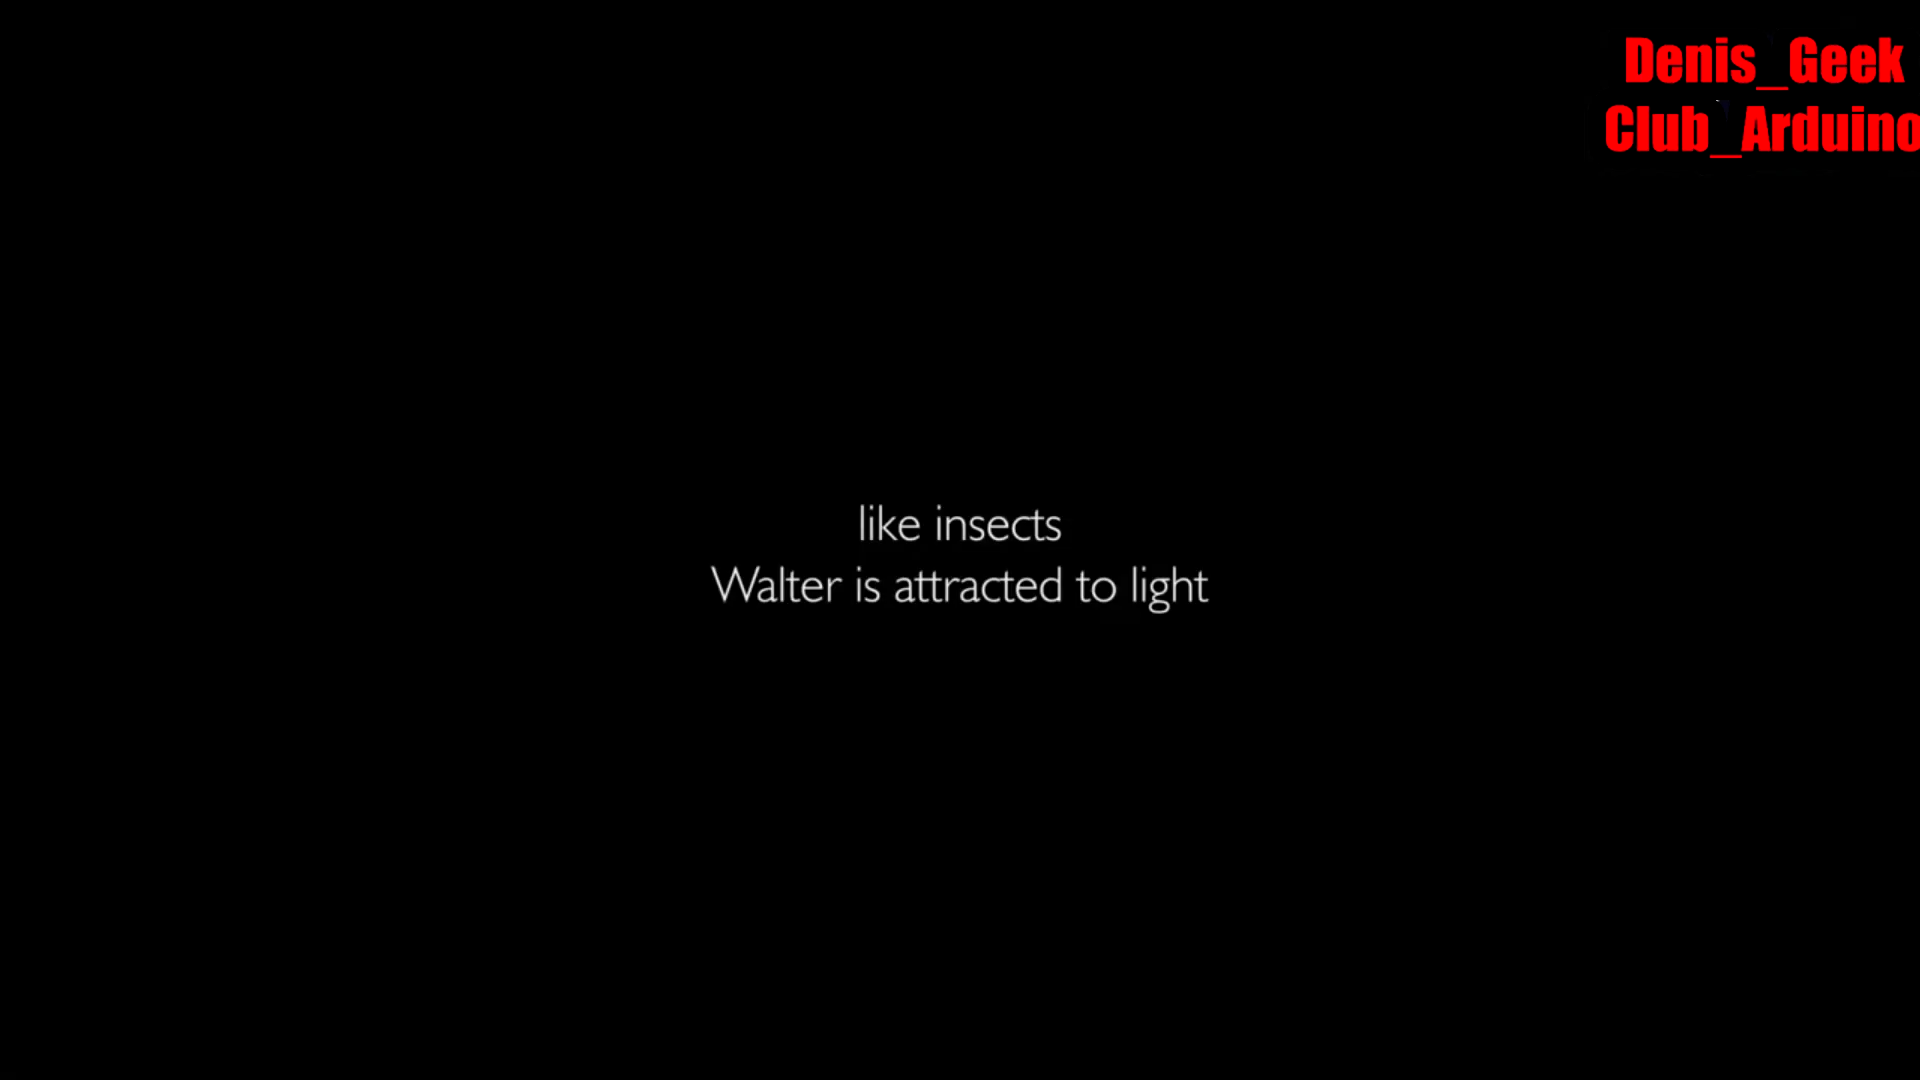 Denis_Geek
Club_Arduino
like insects
Walter is attracted to light